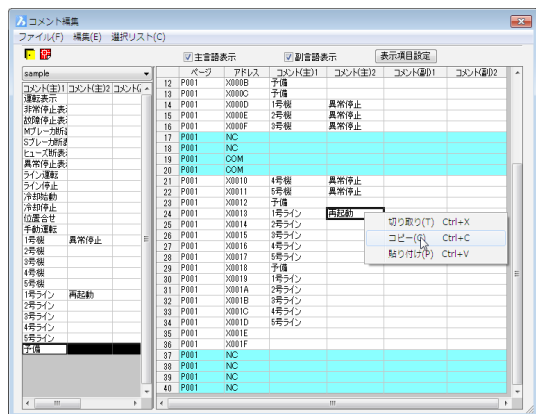 コメント編集
ファイル(F) 編集(E) 選択リスト(C)
主言語表示 副言語表示 表示項目設定
sample
コメント(主)1 コメント(主)2
運転表示
非常停止表
故障停止表
Mブレーカ断
Sブレーカ断
ヒューズ断表
異常停止表
ライン運転
ライン停止
冷却始動
冷却停止
位置合せ
手動運転
1号機 異常停止
2号機
3号機
4号機
5号機
1号ライン 再起動
2号ライン
3号ライン
4号ライン
5号ライン
予備
ページ アドレス コメント(主)1 コメント(主)2 コメント(副)1 コメント(副)2
12 P001 X000B 予備
13 P001 X000C 予備
14 P001 X000D 1号機 異常停止
15 P001 X000E 2号機 異常停止
16 P001 X000F 3号機 異常停止
17 P001 NC
18 P001 NC
19 P001 COM
20 P001 COM
21 P001 X0010 4号機 異常停止
22 P001 X0011 5号機 異常停止
23 P001 X0012 予備
24 P001 X0013 1号ライン 再起動
25 P001 X0014 2号ライン
26 P001 X0015 3号ライン
27 P001 X0016 4号ライン
28 P001 X0017 5号ライン
29 P001 X0018 予備
30 P001 X0019 1号ライン
31 P001 X001A 2号ライン
32 P001 X001B 3号ライン
33 P001 X001C 4号ライン
34 P001 X001D 5号ライン
35 P001 X001E
36 P001 X001F
37 P001 NC
38 P001 NC
39 P001 NC
40 P001 NC
切り取り(T) Ctrl+X
コピー(C) Ctrl+C
貼り付け(P) Ctrl+V